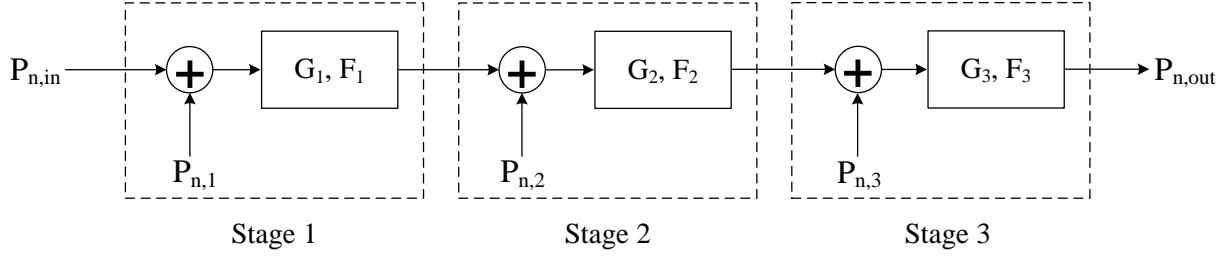 P_{n,in}
+
G_1, F_1
P_{n,1}
Stage 1
+
G_2, F_2
P_{n,2}
Stage 2
+
G_3, F_3
P_{n,3}
Stage 3
P_{n,out}